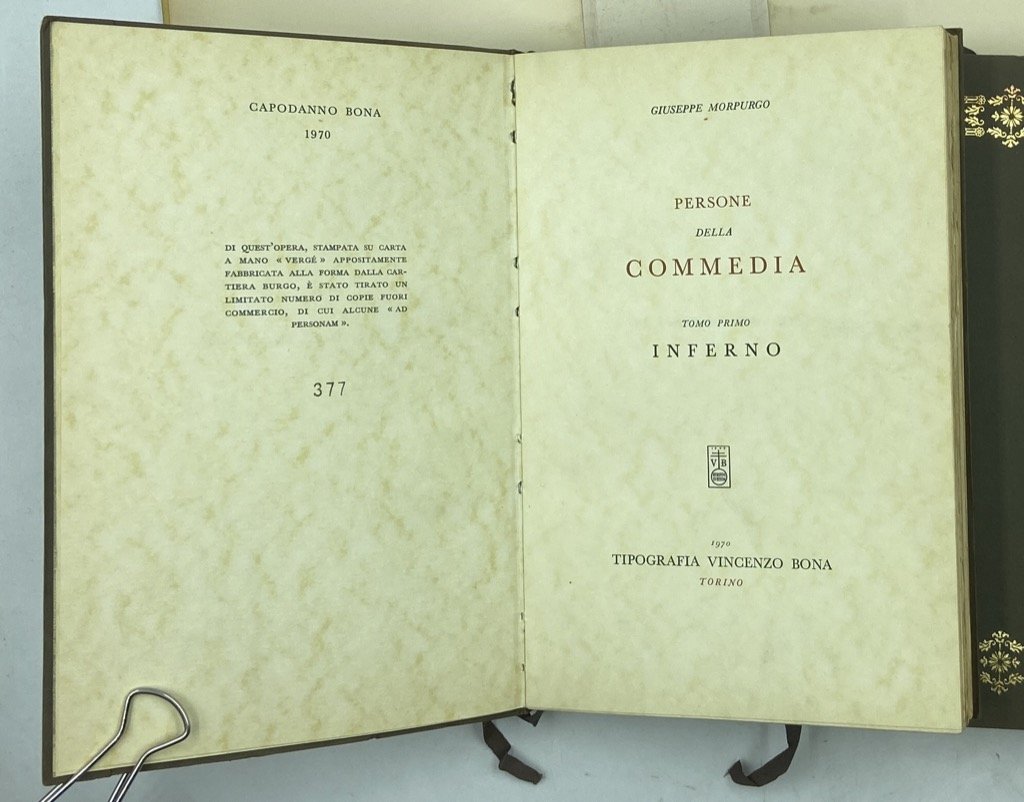 CAPODANNO BONA
1970
DI QUEST'OPERA, STAMPATA SU CARTA
A MANO « VERGÉ » APPOSITAMENTE
FABBRICATA ALLA FORMA DALLA CAR-
TIERA BURGO, È STATO TIRATO UN
LIMITATO NUMERO DI COPIE FUORI
COMMERCIO, DI CUI ALCUNE « AD
PERSONAM ».
377
GIUSEPPE MORPURGO
PERSONE
DELLA
COMMEDIA
TOMO PRIMO
INFERNO
VB
1970
TIPOGRAFIA VINCENZO BONA
TORINO